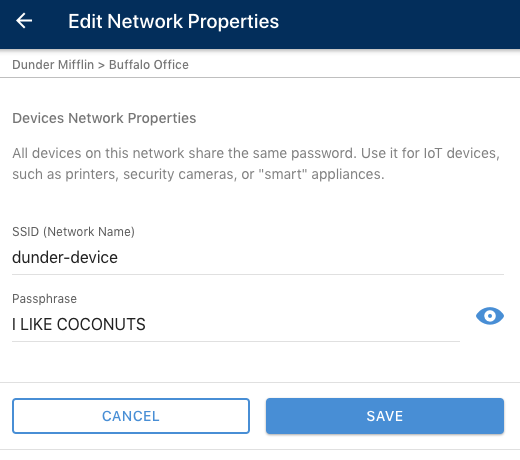 Edit Network Properties
Dunder Mifflin > Buffalo Office
Devices Network Properties
All devices on this network share the same password. Use it for IoT devices,
such as printers, security cameras, or "smart" appliances.
SSID (Network Name)
dunder-device
Passphrase
I LIKE COCONUTS
CANCEL
SAVE